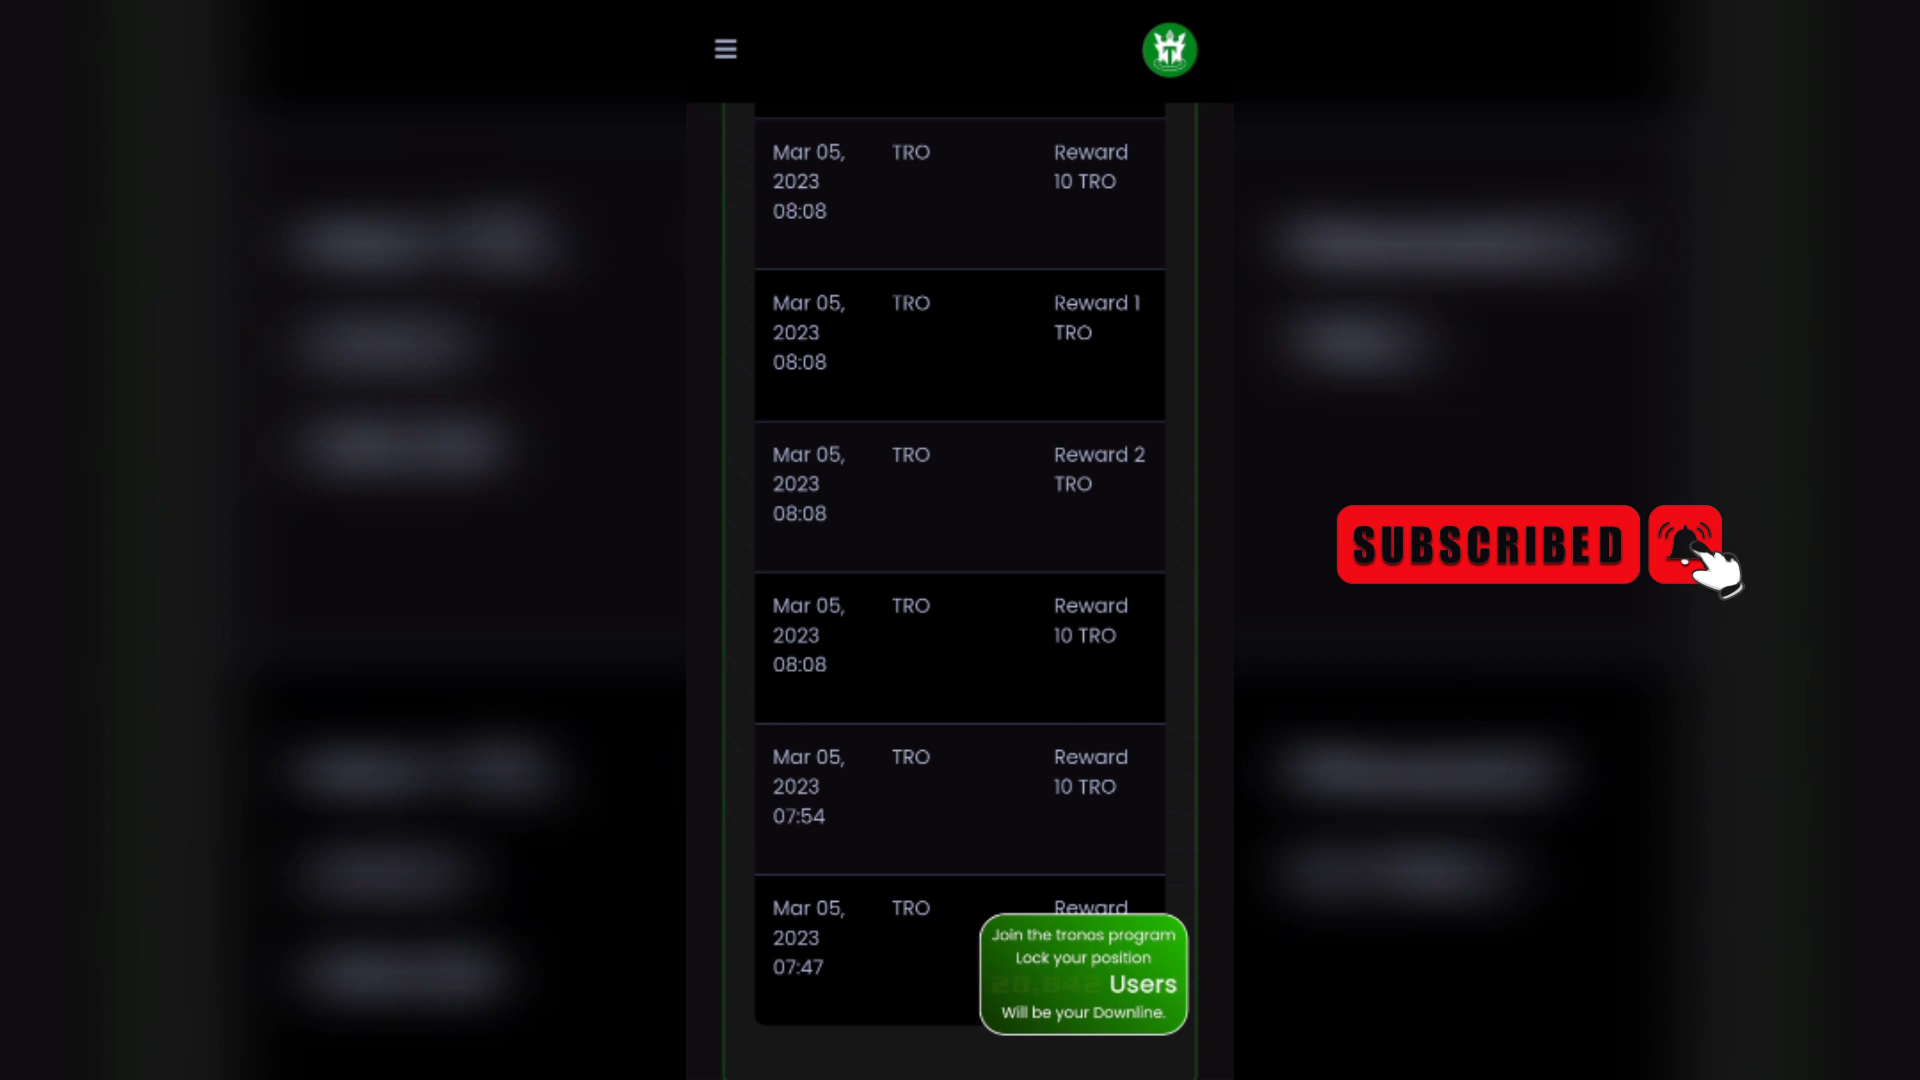 Mar 05, TRO Reward
2023 10 TRO
08:08
Mar 05, TRO Reward 1
2023 TRO
08:08
Mar 05, TRO Reward 2
2023 TRO
08:08
Mar 05, TRO Reward
2023 10 TRO
08:08
Mar 05, TRO Reward
2023 10 TRO
07:54
Mar 05, TRO Reward
2023
07:47
Join the tronos program
Lock your position
Users
Will be your Downline.
SUBSCRIBED